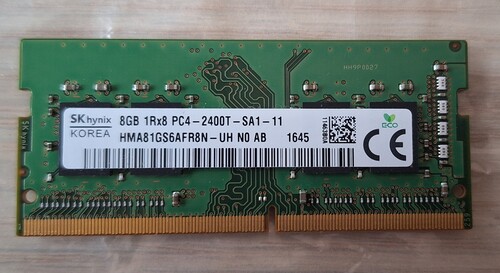 SK hynix 8GB 1Rx8 PC4-2400T-SA1-11
KOREA HMA81GS6AFR8N-UH N0 AB 1645
ECO
CE